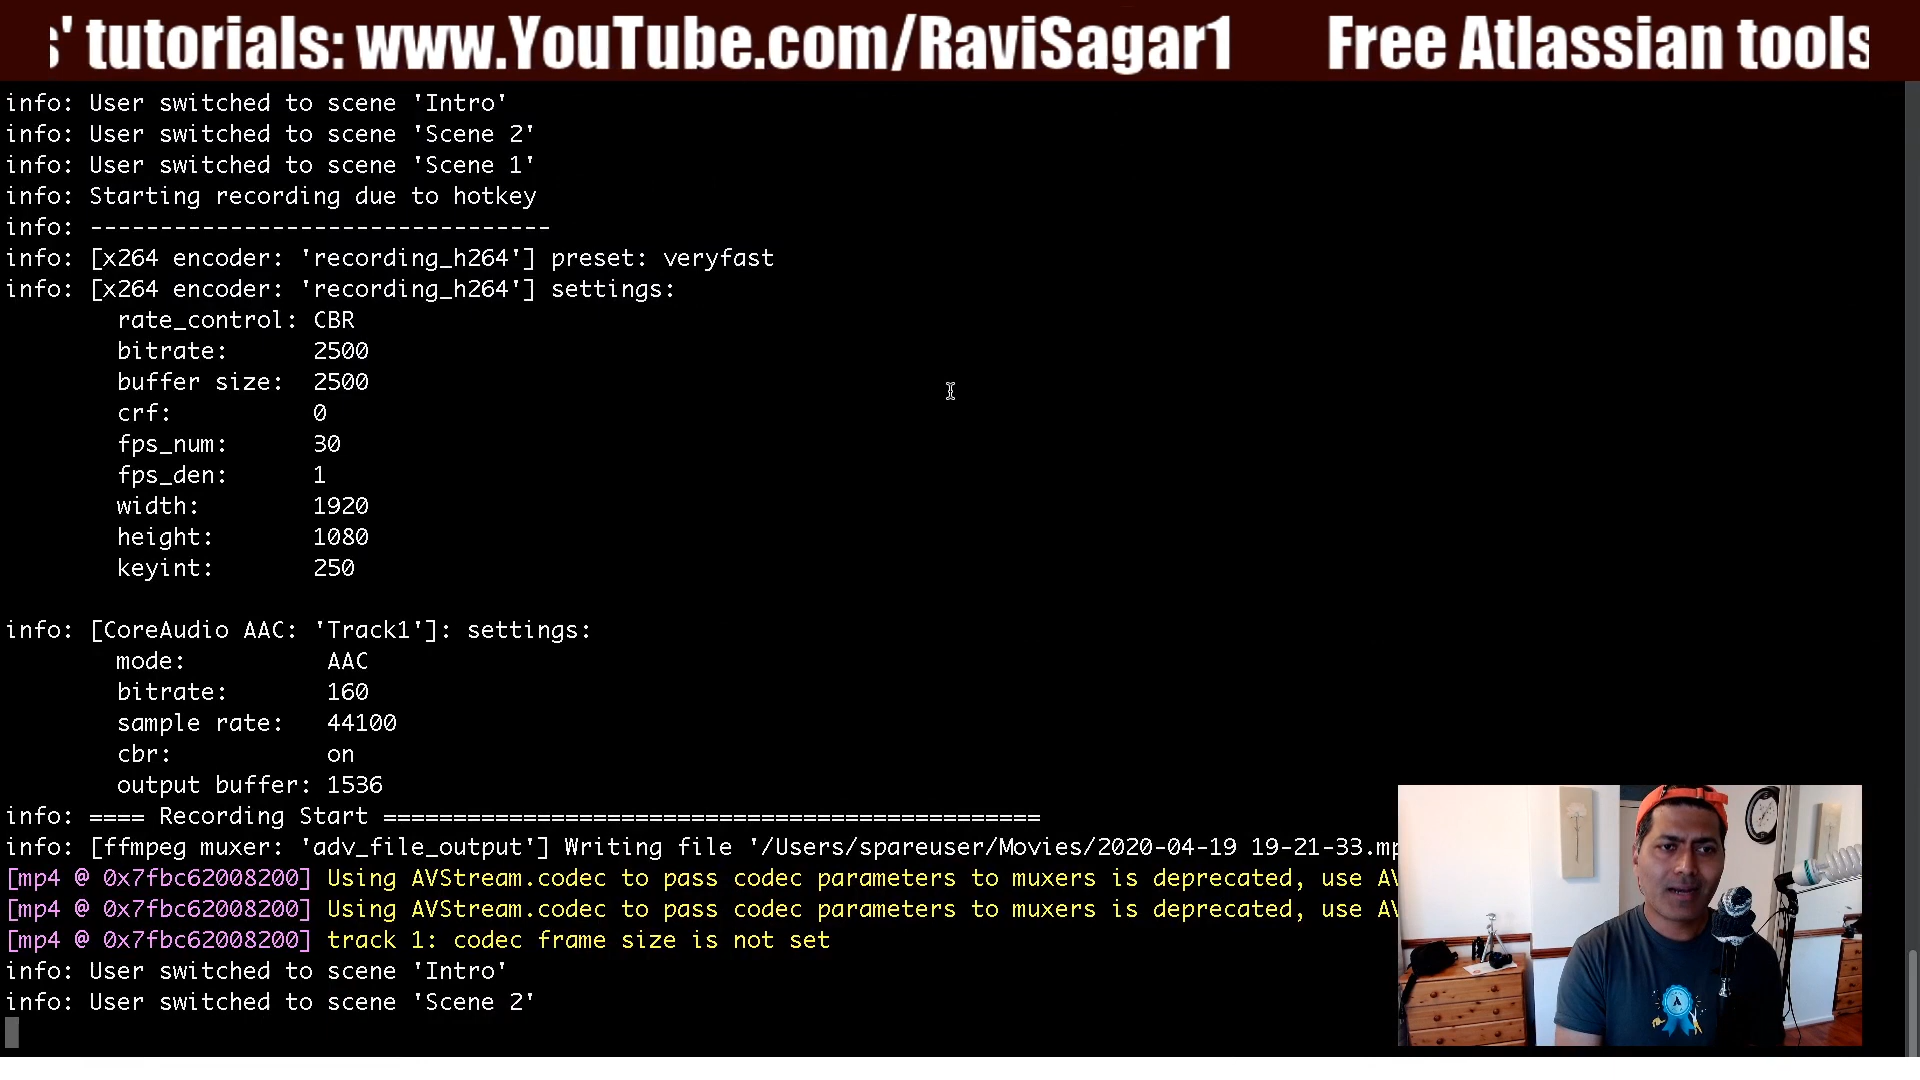 s' tutorials: www.YouTube.com/RaviSagar1 Free Atlassian tools
info: User switched to scene 'Intro'
info: User switched to scene 'Scene 2'
info: User switched to scene 'Scene 1'
info: Starting recording due to hotkey
info: ---------------------------------
info: [x264 encoder: 'recording_h264'] preset: veryfast
info: [x264 encoder: 'recording_h264'] settings:
rate_control: CBR
bitrate: 2500
buffer size: 2500
crf: 0
fps_num: 30
fps_den: 1
width: 1920
height: 1080
keyint: 250
info: [CoreAudio AAC: 'Track1']: settings:
mode: AAC
bitrate: 160
sample rate: 44100
cbr: on
output buffer: 1536
info: ==== Recording Start ===============================================
info: [ffmpeg muxer: 'adv_file_output'] Writing file '/Users/spareuser/Movies/2020-04-19 19-21-33.mp
[mp4 @ 0x7fbc62008200] Using AVStream.codec to pass codec parameters to muxers is deprecated, use AV
[mp4 @ 0x7fbc62008200] Using AVStream.codec to pass codec parameters to muxers is deprecated, use AV
[mp4 @ 0x7fbc62008200] track 1: codec frame size is not set
info: User switched to scene 'Intro'
info: User switched to scene 'Scene 2'